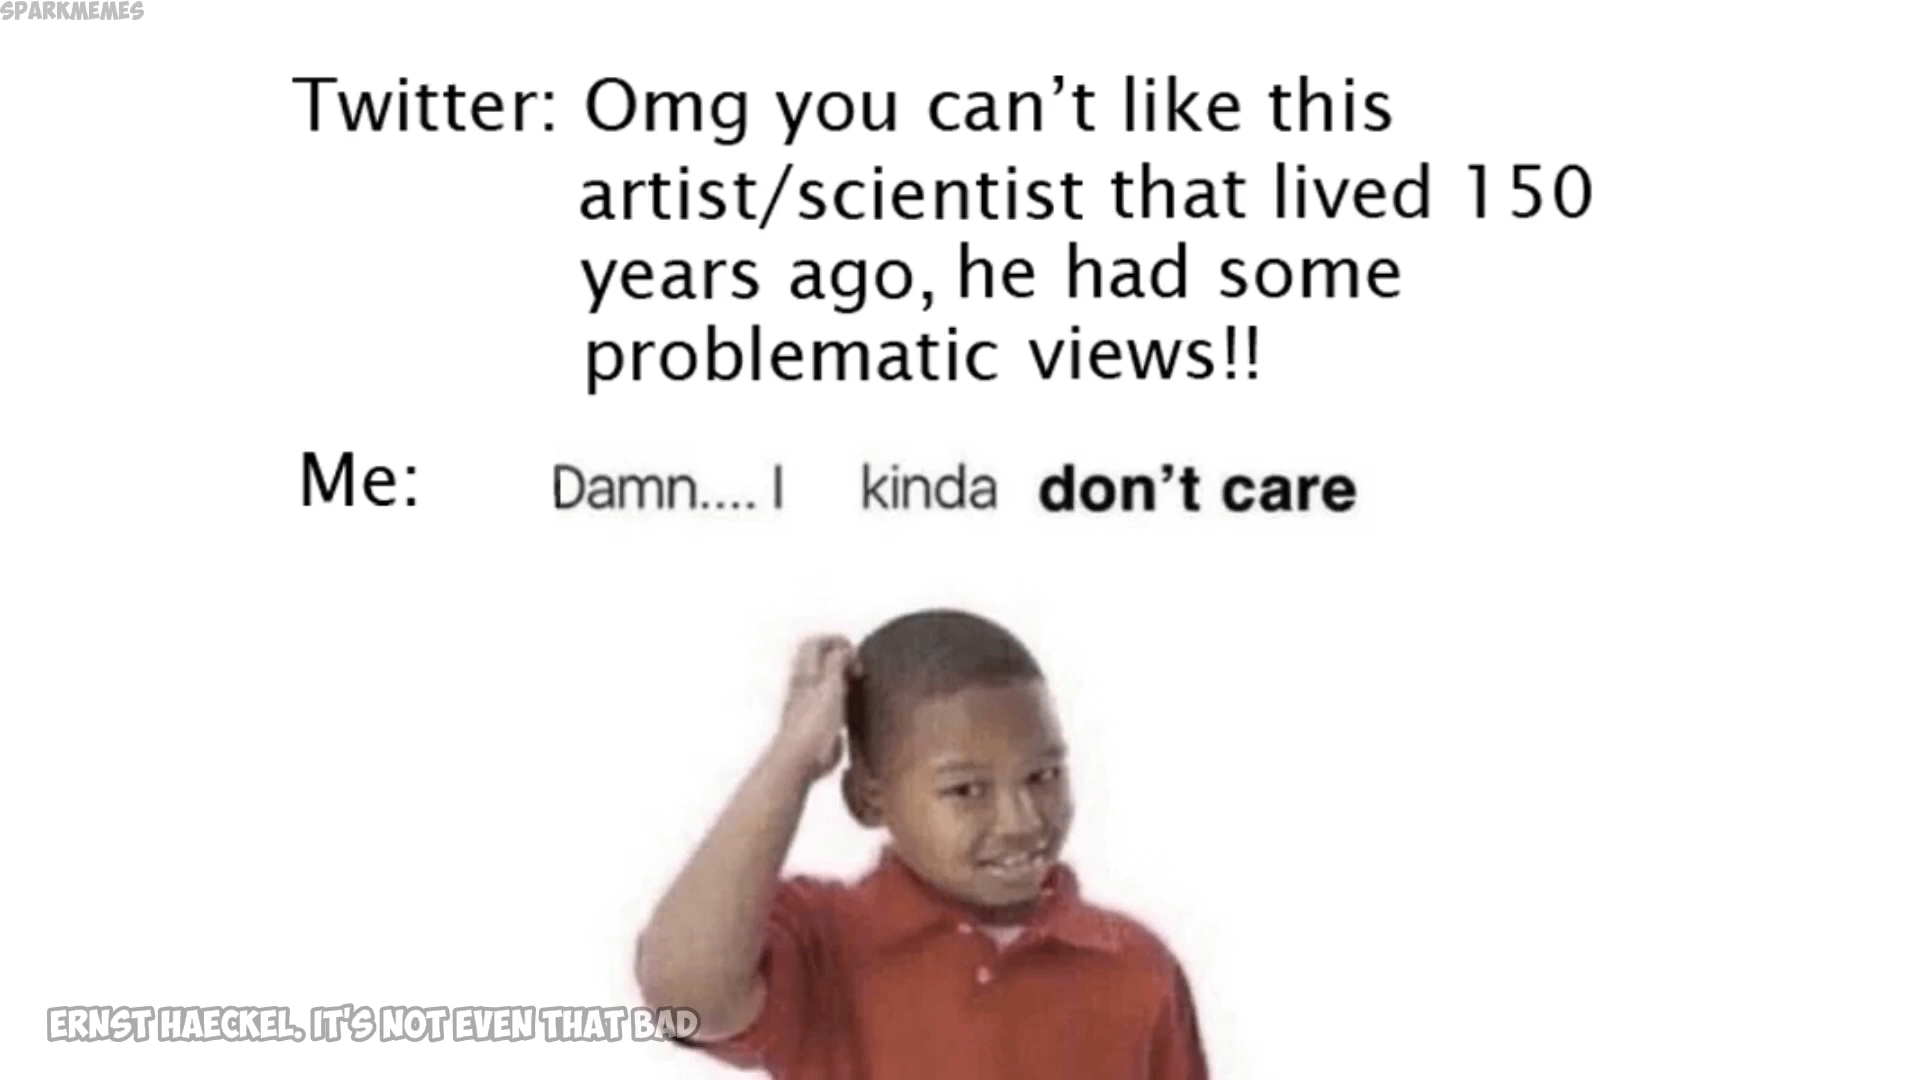 SPARKMEMES
Twitter: Omg you can't like this
artist/scientist that lived 150
years ago, he had some
problematic views!!
Me: Damn.... I kinda don't care
ERNST HAECKEL. IT'S NOT EVEN THAT BAD